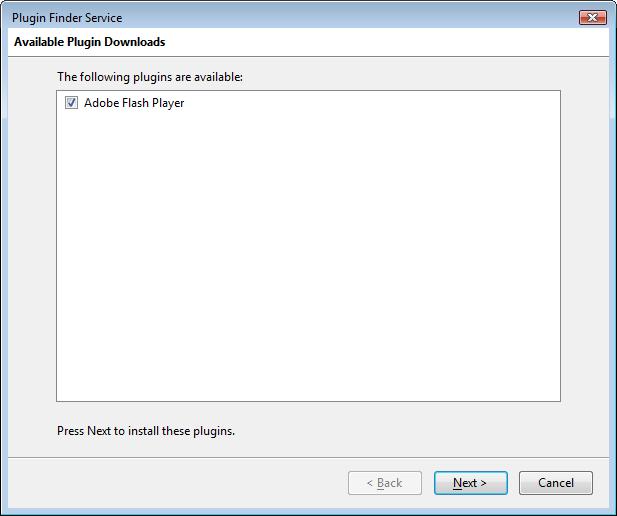 Plugin Finder Service
Available Plugin Downloads
The following plugins are available:
Adobe Flash Player
Press Next to install these plugins.
< Back Next > Cancel